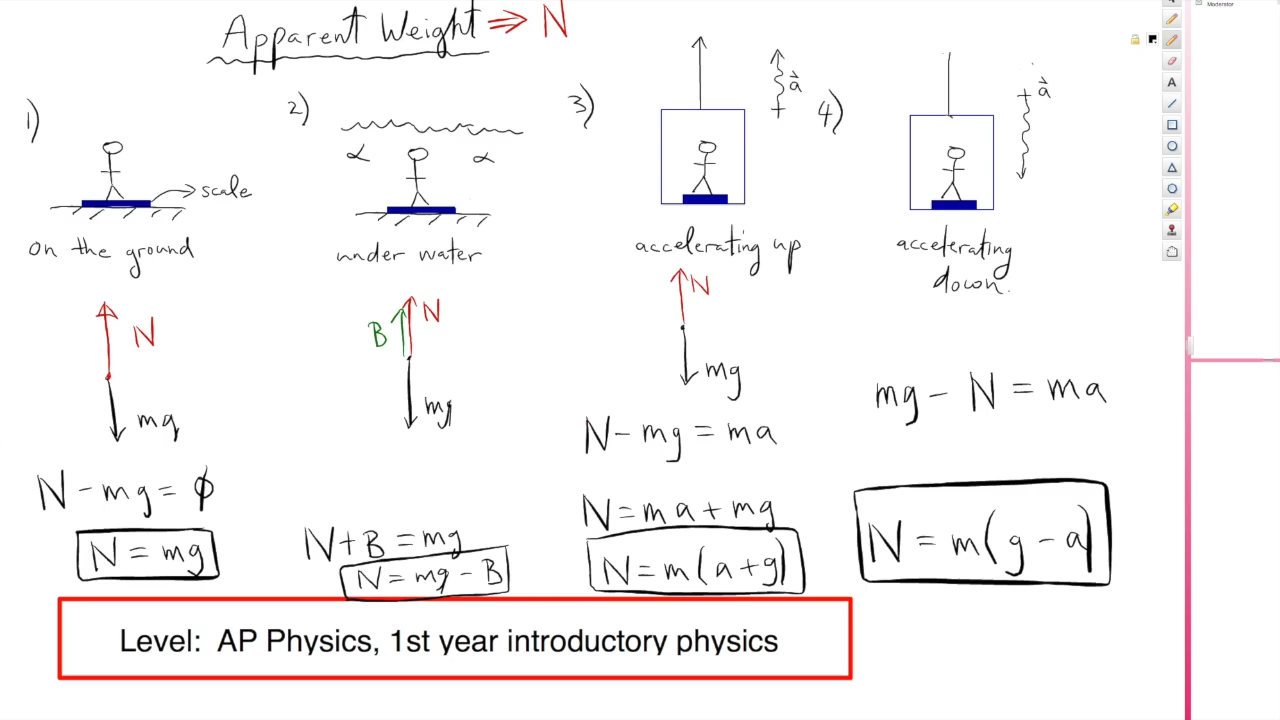 Apparent Weight ⇒ N
1)
scale
on the ground
N
mg
N - mg = ϕ
N = mg
2)
α α
under water
B N
mg
N + B = mg
N = mg - B
3)
a⃗
accelerating up
N
mg
N - mg = ma
N = ma + mg
N = m(a + g)
4)
a⃗
accelerating
down.
mg - N = ma
N = m(g - a)
Level: AP Physics, 1st year introductory physics
A
Moderator